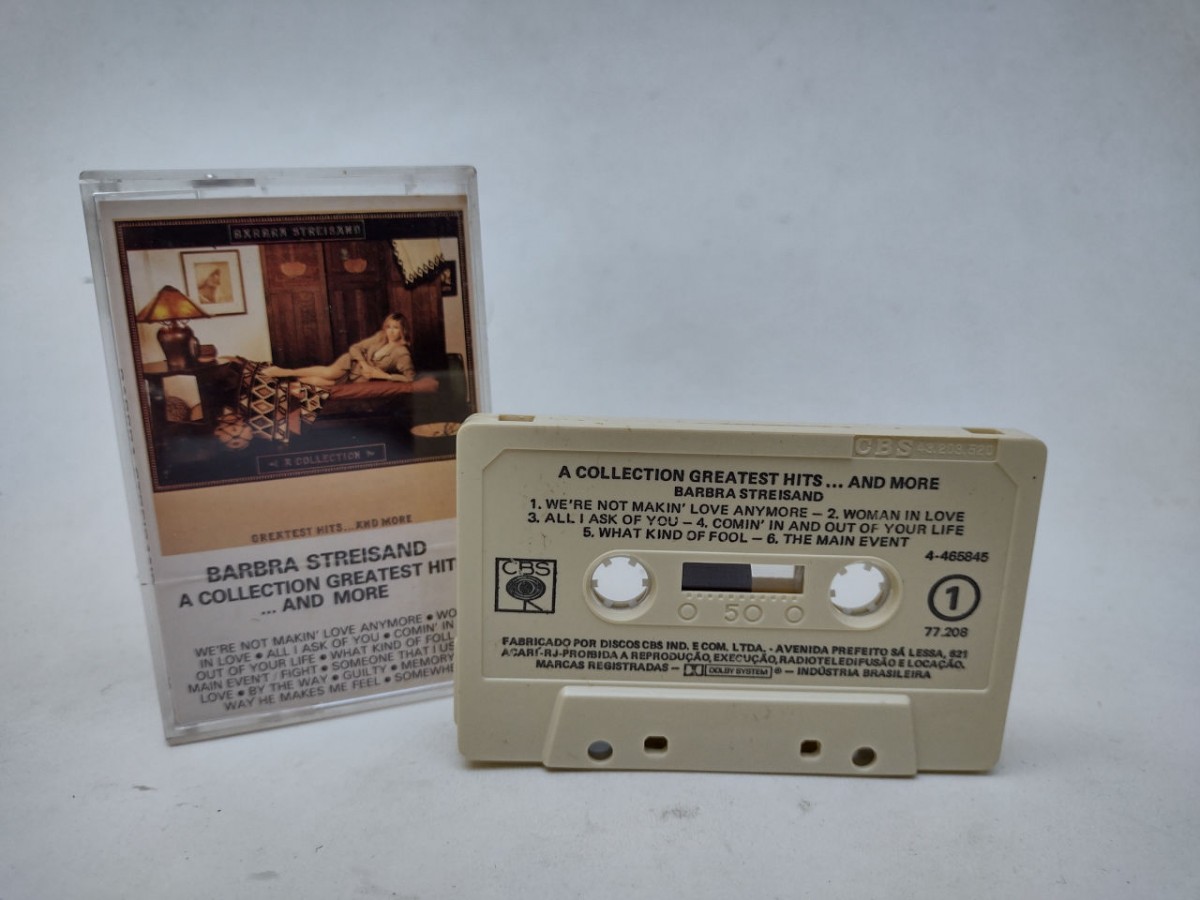 BARBRA STREISAND
A COLLECTION
GREATEST HITS...AND MORE
BARBRA STREISAND
A COLLECTION GREATEST HIT
... AND MORE
WE'RE NOT MAKIN' LOVE ANYMORE • WO
IN LOVE • ALL I ASK OF YOU • COMIN' IN
OUT OF YOUR LIFE • WHAT KIND OF FOLL
MAIN EVENT / FIGHT • SOMEONE THAT I US
LOVE • BY THE WAY • GUILTY • MEMORY
WAY HE MAKES ME FEEL • SOMEWHE
CBS
A COLLECTION GREATEST HITS ... AND MORE
BARBRA STREISAND
1. WE'RE NOT MAKIN' LOVE ANYMORE – 2. WOMAN IN LOVE
3. ALL I ASK OF YOU – 4. COMIN' IN AND OUT OF YOUR LIFE
5. WHAT KIND OF FOOL – 6. THE MAIN EVENT
4-465845
CBS
50
1
77.208
FABRICADO POR DISCOS CBS IND. E COM. LTDA. - AVENIDA PREFEITO SÁ LESSA, 621
ACARÍ-RJ-PROIBIDA A REPRODUÇÃO, EXECUÇÃO, RADIOTELEDIFUSÃO E LOCAÇÃO.
MARCAS REGISTRADAS – DOLBY SYSTEM ® – INDÚSTRIA BRASILEIRA